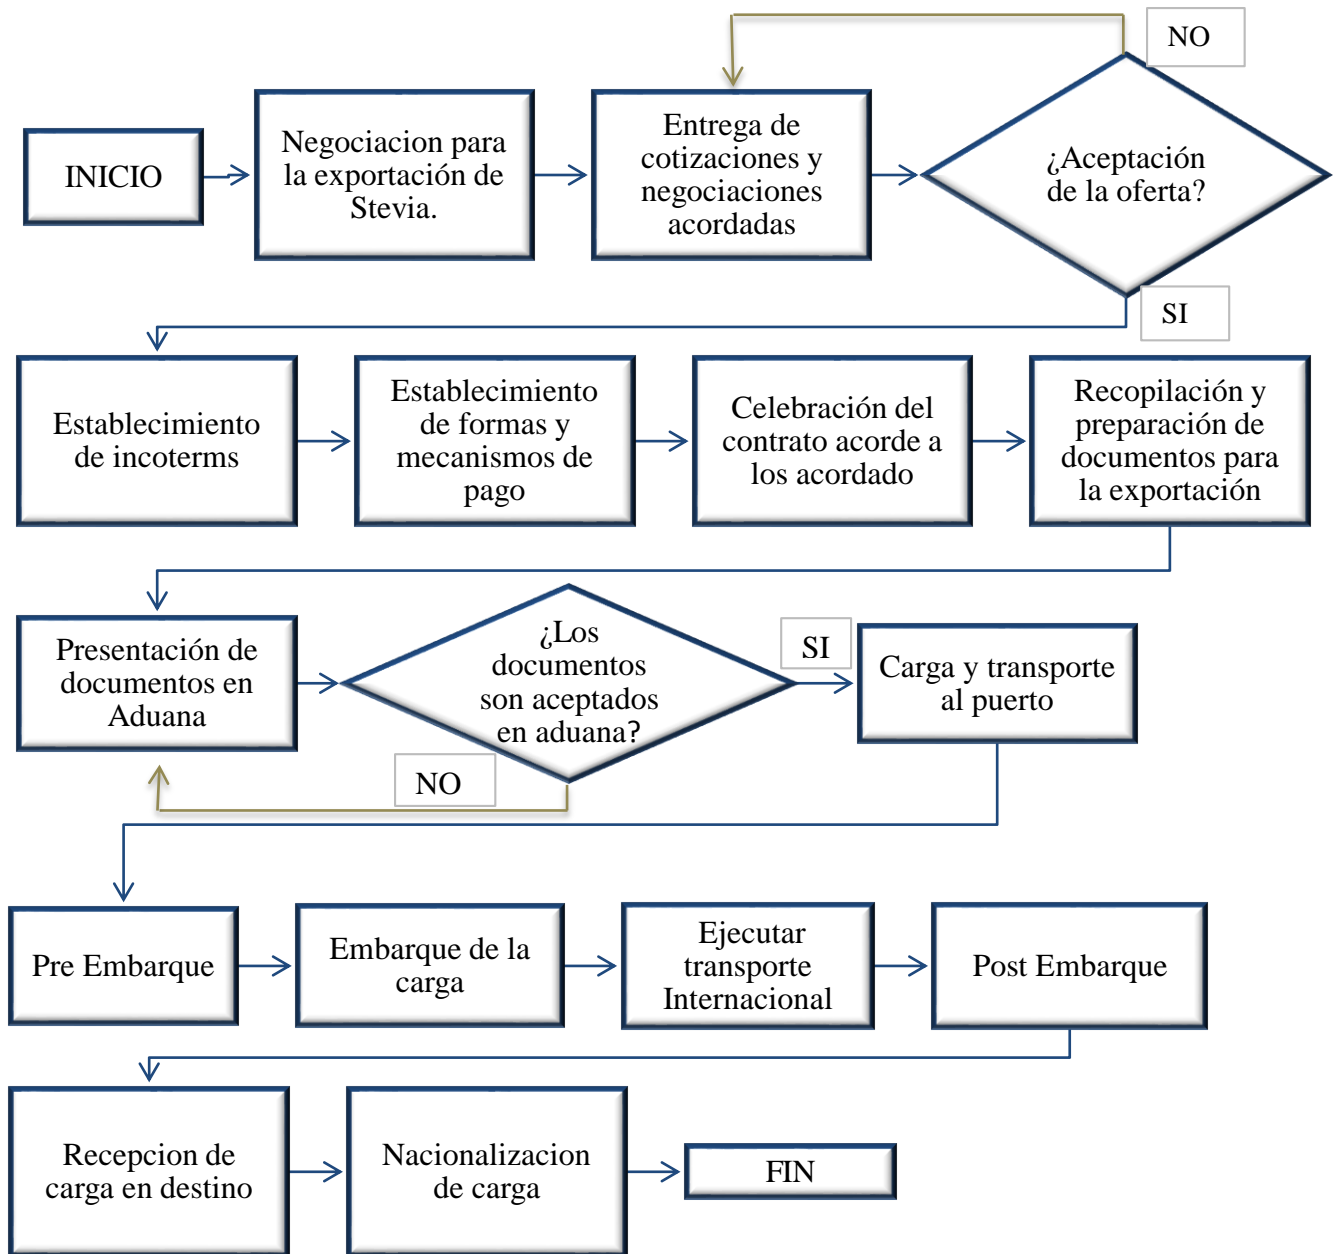 NO
INICIO
Negociacion para
la exportación de
Stevia.
Entrega de
cotizaciones y
negociaciones
acordadas
¿Aceptación
de la oferta?
SI
Establecimiento
de incoterms
Establecimiento
de formas y
mecanismos de
pago
Celebración del
contrato acorde a
los acordado
Recopilación y
preparación de
documentos para
la exportación
Presentación de
documentos en
Aduana
¿Los
documentos
son aceptados
en aduana?
SI
NO
Carga y transporte
al puerto
Pre Embarque
Embarque de la
carga
Ejecutar
transporte
Internacional
Post Embarque
Recepcion de
carga en destino
Nacionalizacion
de carga
FIN